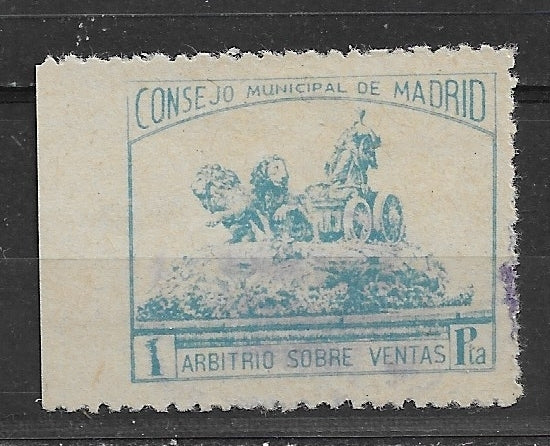 CONSEJO MUNICIPAL DE MADRID
1 ARBITRIO SOBRE VENTAS Pta